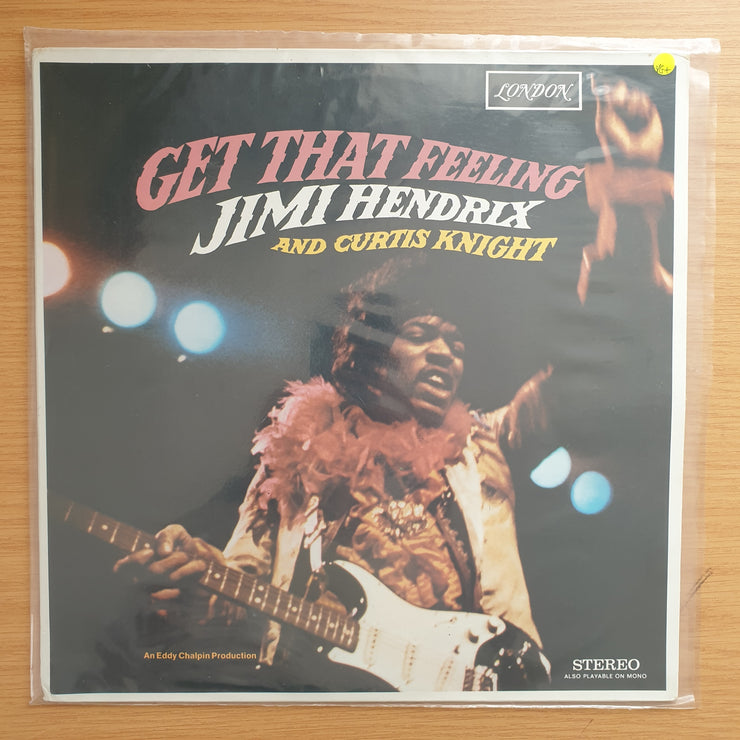 LONDON
GET THAT FEELING
JIMI HENDRIX
AND CURTIS KNIGHT
An Eddy Chalpin Production
STEREO
ALSO PLAYABLE ON MONO